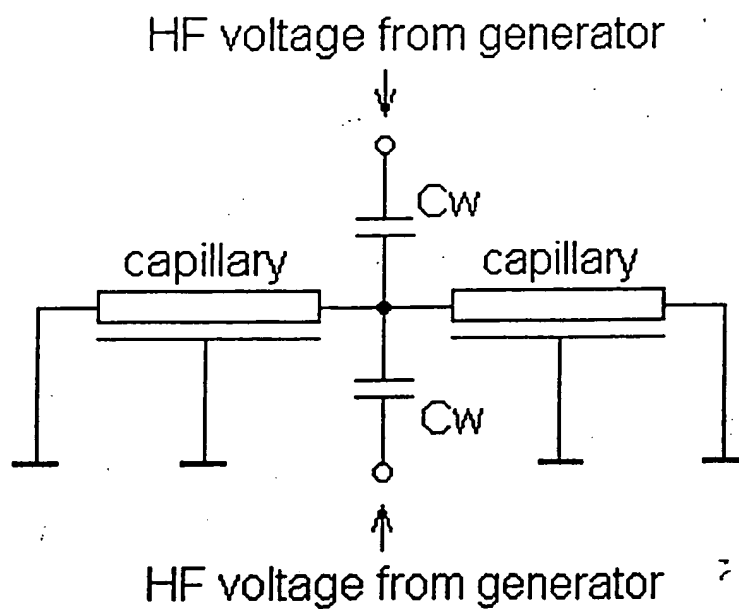 HF voltage from generator
Cw
capillary capillary
Cw
HF voltage from generator